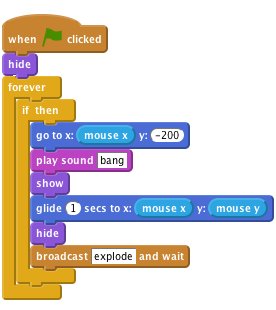 when clicked
hide
forever
if then
go to x: mouse x y: -200
play sound bang
show
glide 1 secs to x: mouse x y: mouse y
hide
broadcast explode and wait